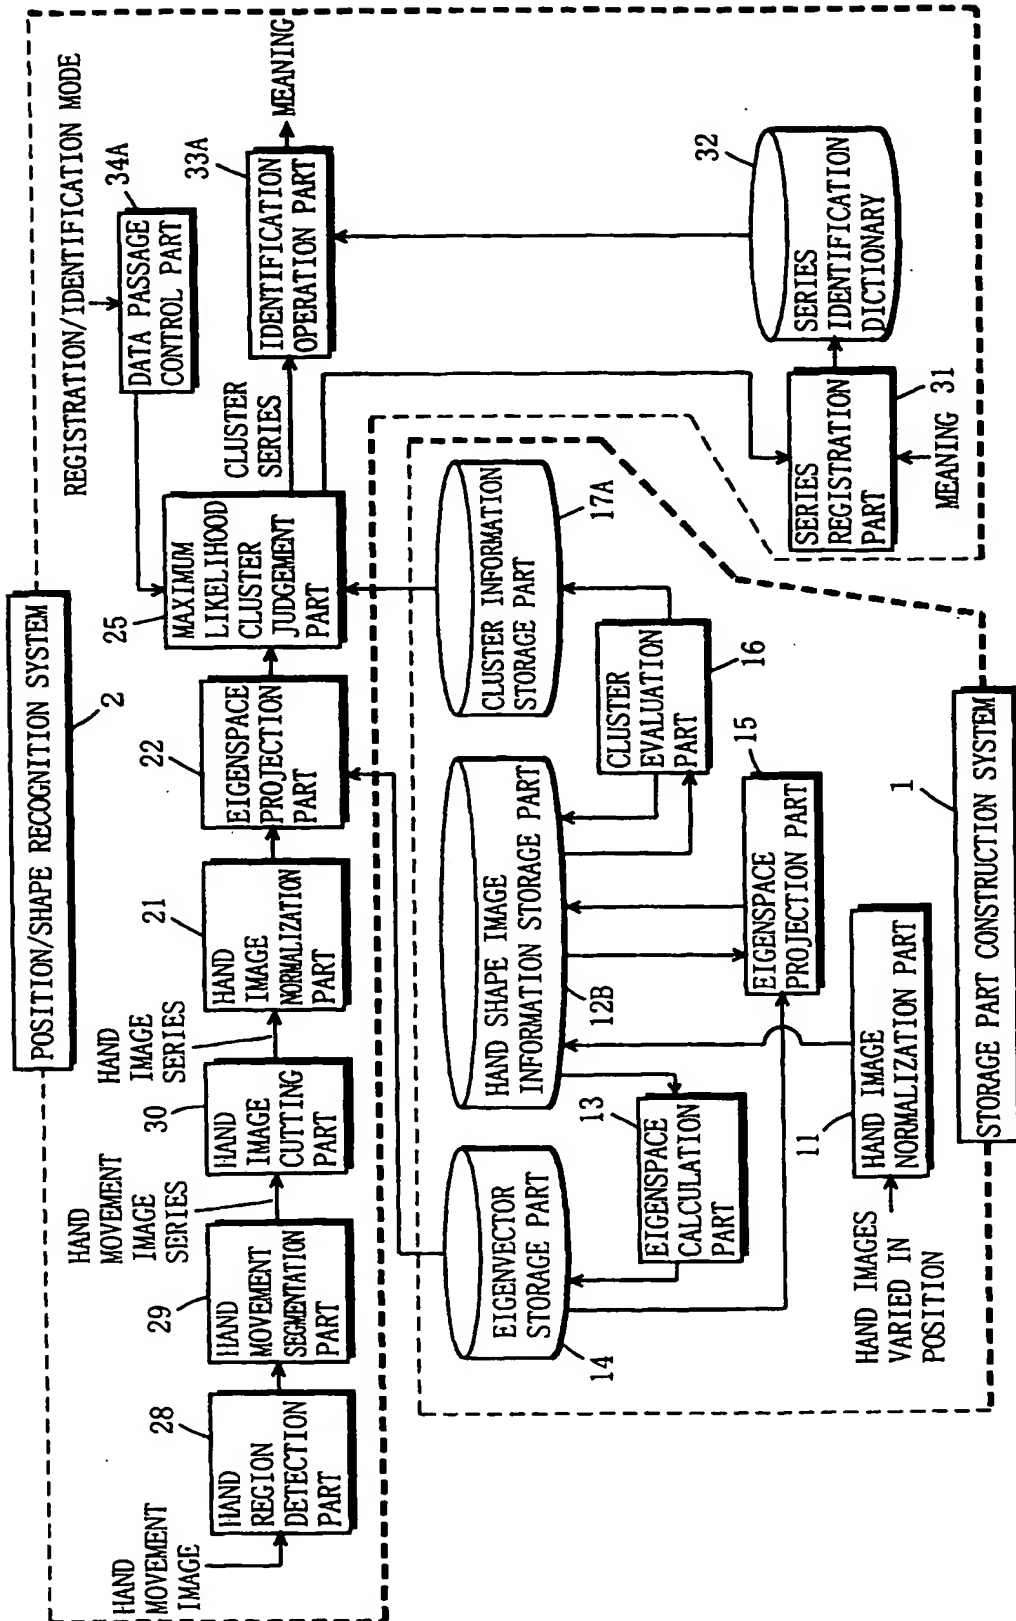 POSITION/SHAPE RECOGNITION SYSTEM
2
REGISTRATION/IDENTIFICATION MODE
34A
DATA PASSAGE
CONTROL PART
HAND
MOVEMENT
IMAGE
28
HAND
REGION
DETECTION
PART
29
HAND
MOVEMENT
SEGMENTATION
PART
HAND
MOVEMENT
IMAGE
SERIES
30
HAND
IMAGE
CUTTING
PART
HAND
IMAGE
SERIES
21
HAND
IMAGE
NORMALIZATION
PART
22
EIGENSPACE
PROJECTION
PART
25
MAXIMUM
LIKELIHOOD
CLUSTER
JUDGEMENT
PART
CLUSTER
SERIES
33A
IDENTIFICATION
OPERATION PART
MEANING
EIGENVECTOR
STORAGE PART
14
HAND SHAPE IMAGE
INFORMATION STORAGE PART
12B
CLUSTER INFORMATION
STORAGE PART
17A
13
EIGENSPACE
CALCULATION
PART
CLUSTER
EVALUATION
PART
16
15
EIGENSPACE
PROJECTION PART
HAND IMAGES
VARIED IN
POSITION
11
HAND IMAGE
NORMALIZATION PART
SERIES
REGISTRATION
PART
31
MEANING
32
SERIES
IDENTIFICATION
DICTIONARY
1
STORAGE PART CONSTRUCTION SYSTEM